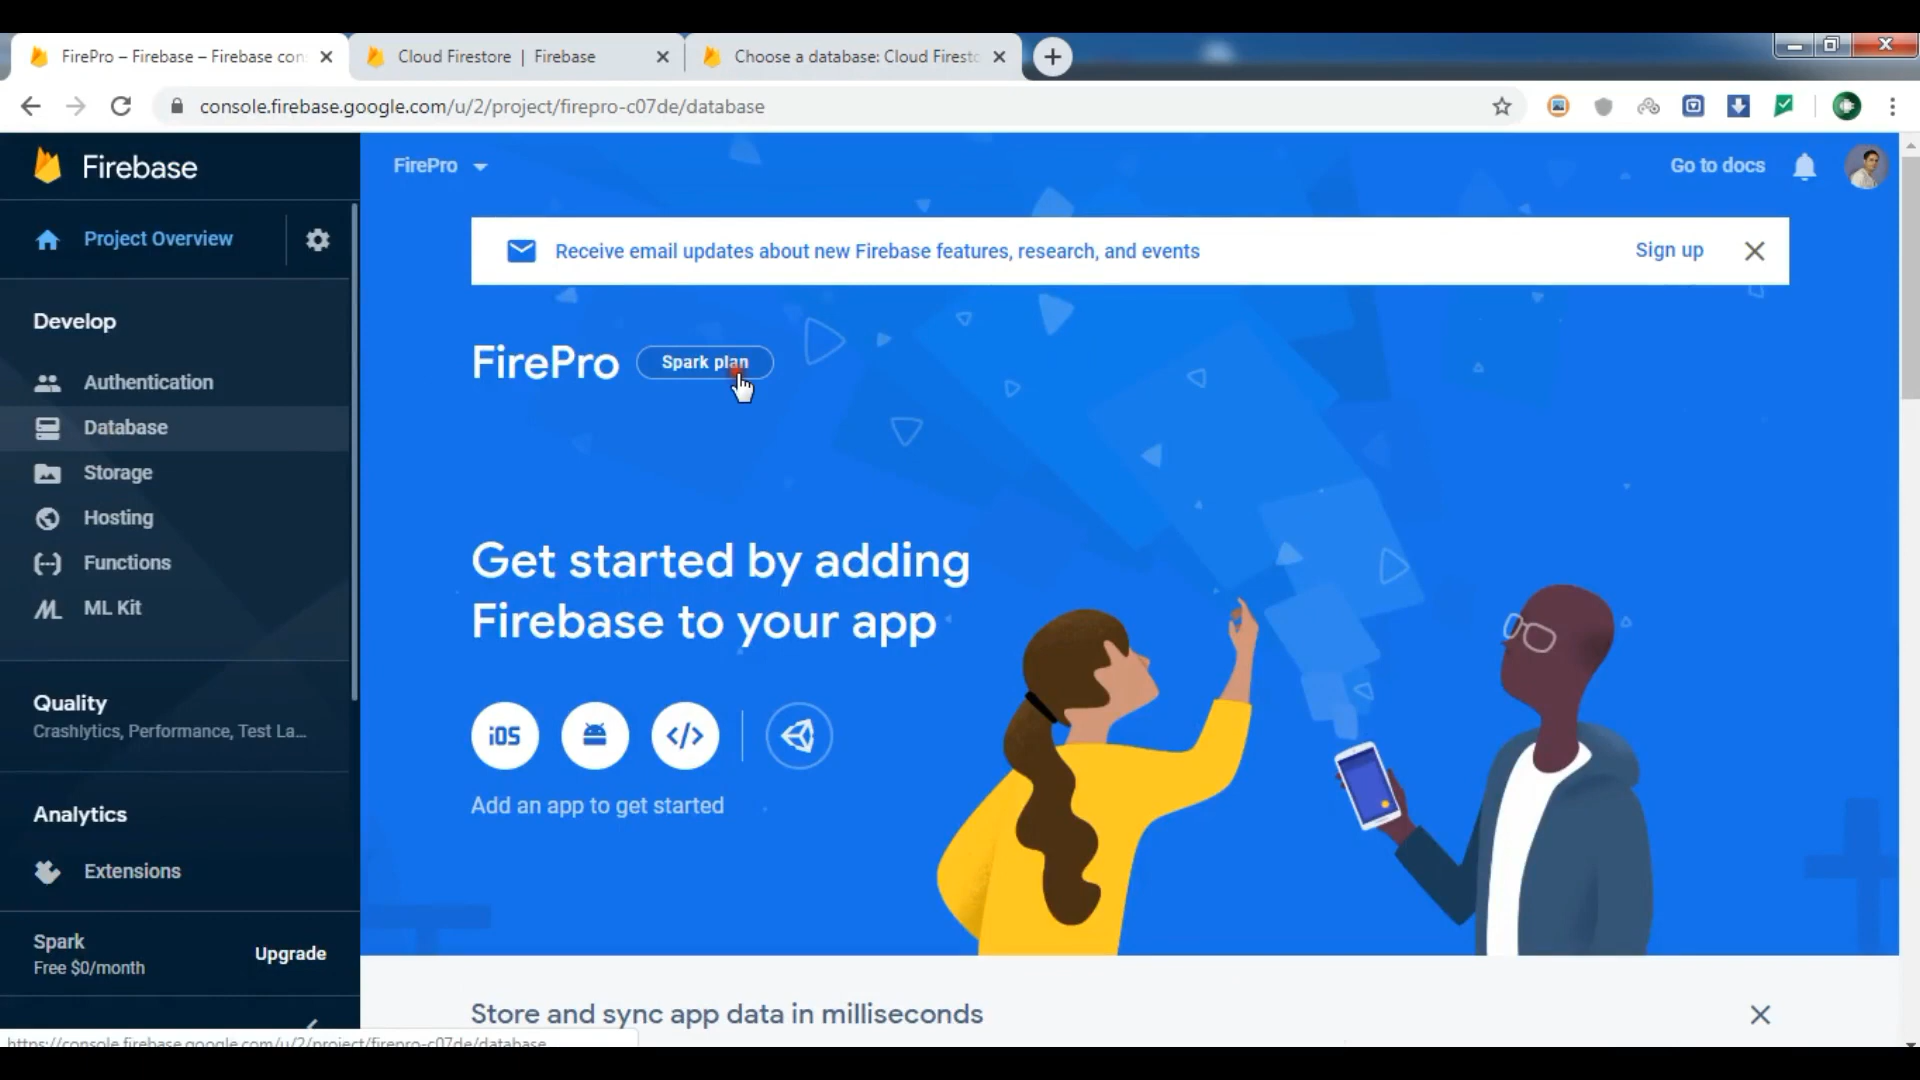 FirePro – Firebase – Firebase con
Cloud Firestore | Firebase
Choose a database: Cloud Firesto
console.firebase.google.com/u/2/project/firepro-c07de/database
Firebase
FirePro
Go to docs
Project Overview
Receive email updates about new Firebase features, research, and events
Sign up
Develop
Authentication
Database
Storage
Hosting
Functions
ML Kit
FirePro
Spark plan
Get started by adding
Firebase to your app
iOS
Add an app to get started
Quality
Crashlytics, Performance, Test La...
Analytics
Extensions
Spark
Free $0/month
Upgrade
Store and sync app data in milliseconds
https://console.firebase.google.com/u/2/project/firepro-c07de/database